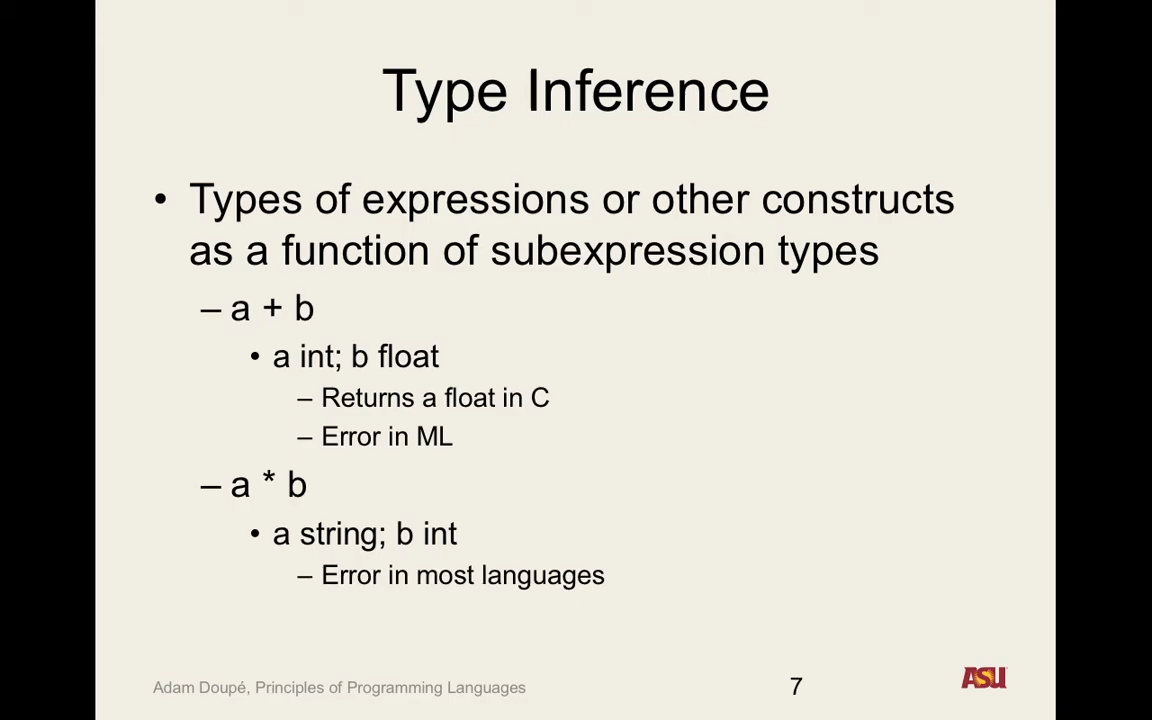 Type Inference
• Types of expressions or other constructs
as a function of subexpression types
– a + b
• a int; b float
– Returns a float in C
– Error in ML
– a * b
• a string; b int
– Error in most languages
Adam Doupé, Principles of Programming Languages
7
ASU